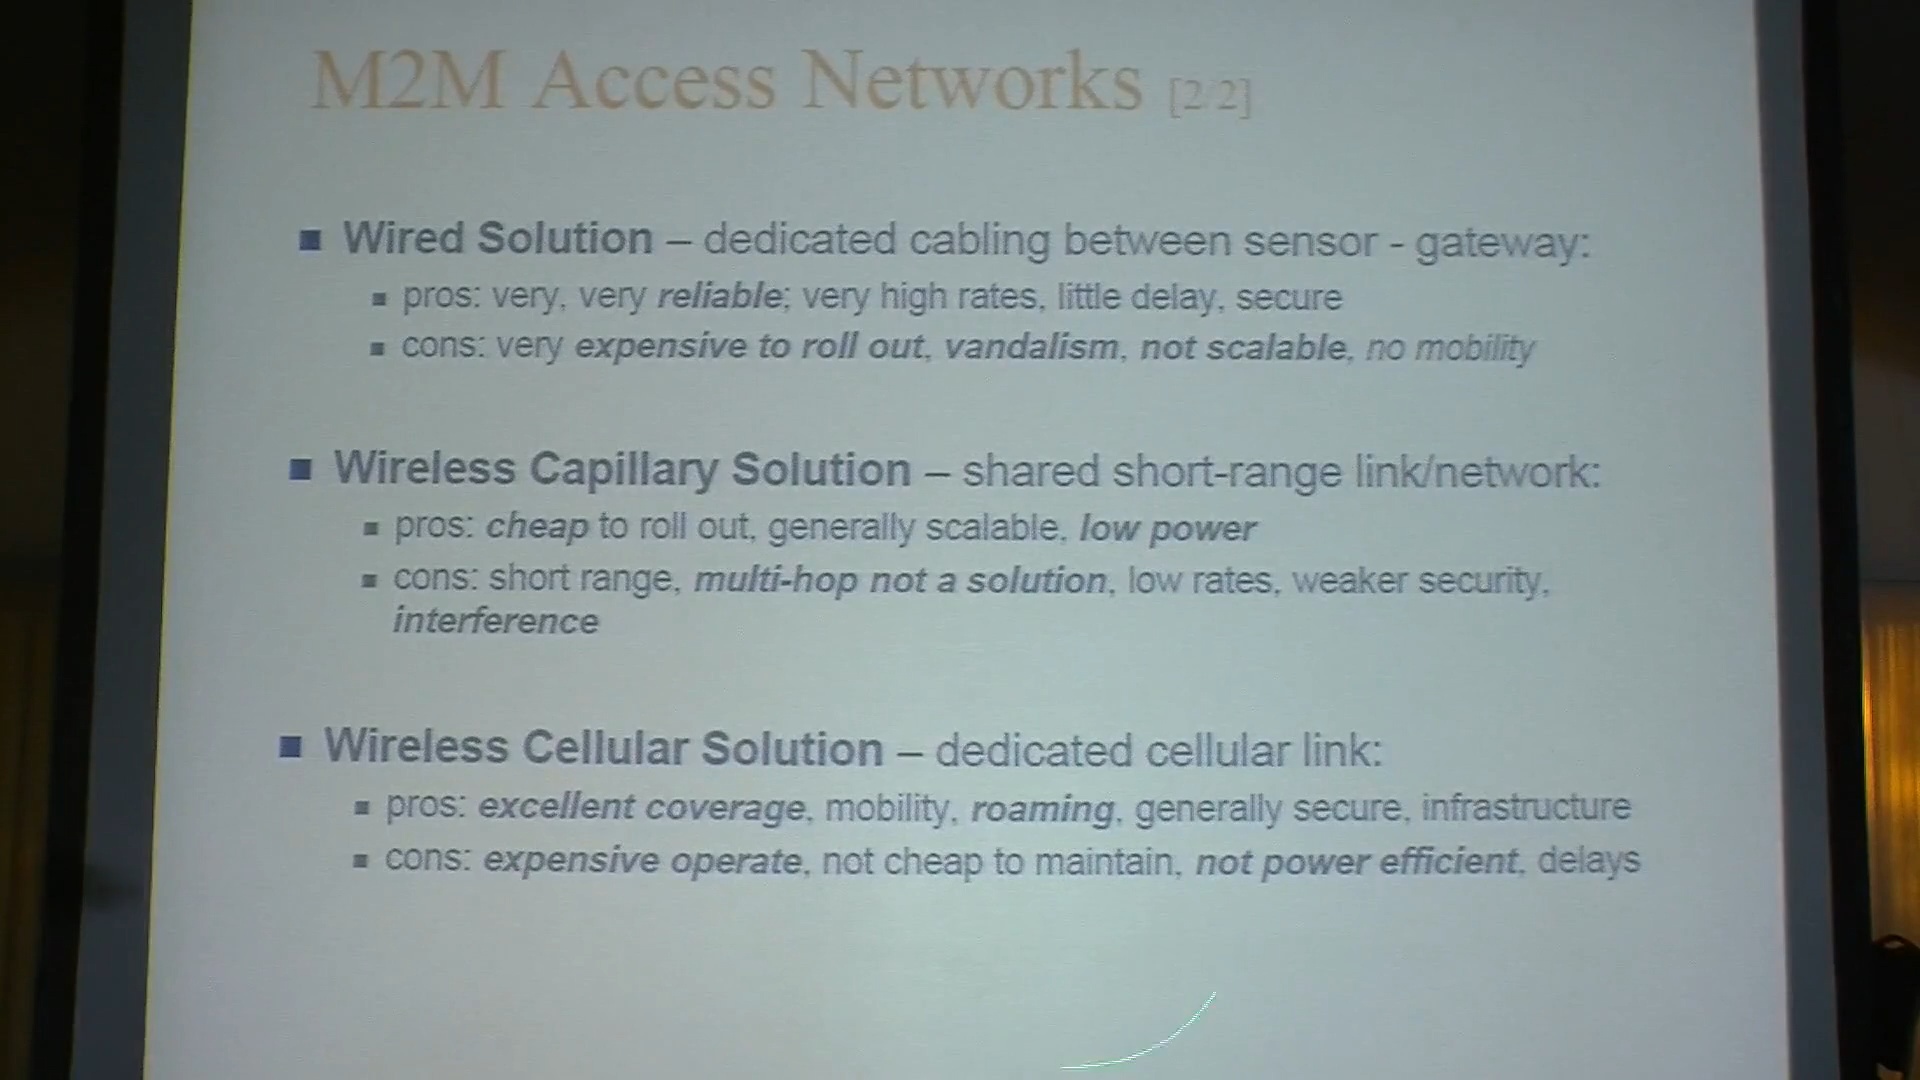 M2M Access Networks [2/2]
■ Wired Solution – dedicated cabling between sensor - gateway:
■ pros: very, very reliable; very high rates, little delay, secure
■ cons: very expensive to roll out, vandalism, not scalable, no mobility
■ Wireless Capillary Solution – shared short-range link/network:
■ pros: cheap to roll out, generally scalable, low power
■ cons: short range, multi-hop not a solution, low rates, weaker security,
interference
■ Wireless Cellular Solution – dedicated cellular link:
■ pros: excellent coverage, mobility, roaming, generally secure, infrastructure
■ cons: expensive operate, not cheap to maintain, not power efficient, delays